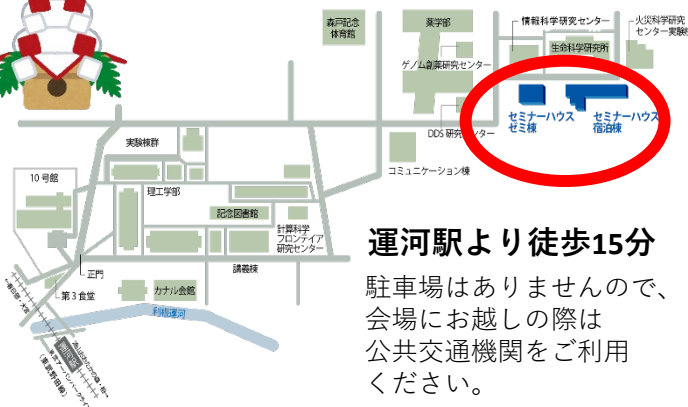 森戸記念
体育館
薬学部
ゲノム創薬研究センター
情報科学研究センター
生命科学研究所
火災科学研究
センター実験
セミナーハウス
ゼミ棟
セミナーハウス
宿泊棟
DDS 研究センター
コミュニケーション棟
実験棟群
10 号館
理工学部
記念図書館
計算科学
フロンティア
研究センター
講義棟
正門
第3食堂
カナル会館
利根運河
運河駅
運河駅より徒歩15分
駐車場はありませんので、
会場にお越しの際は
公共交通機関をご利用
ください。